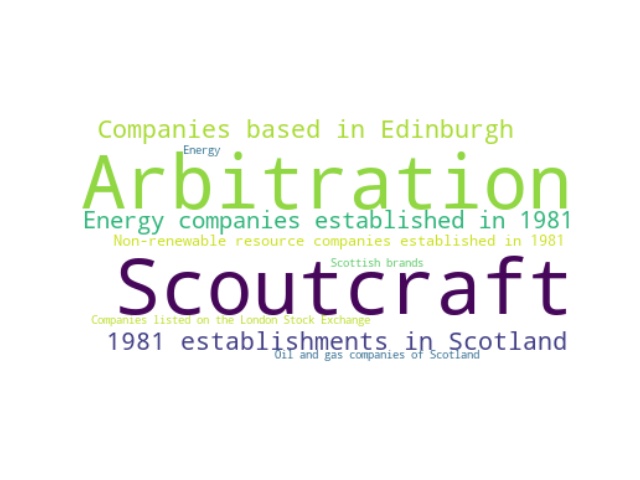 Companies based in Edinburgh
Energy
Arbitration
Energy companies established in 1981
Non-renewable resource companies established in 1981
Scoutcraft
Scottish brands
Companies listed on the London Stock Exchange
1981 establishments in Scotland
Oil and gas companies of Scotland